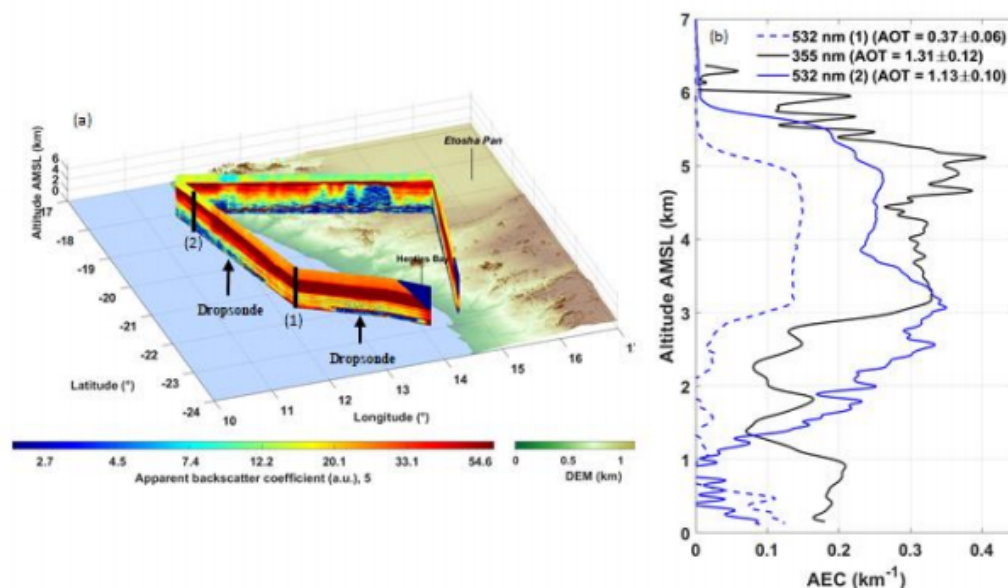 (a)
Altitude AMSL (km)
6
4
2
0
-17
-18
-19
-20
-21
-22
-23
-24
Latitude (°)
10
11
12
13
14
15
16
Longitude (°)
Etosha Pan
Henties Bay
(2)
Dropsonde
(1)
Dropsonde
2.7 4.5 7.4 12.2 20.1 33.1 54.6
Apparent backscatter coefficient (a.u.), 5
0 0.5 1
DEM (km)
(b)
532 nm (1) (AOT = 0.37±0.06)
355 nm (AOT = 1.31±0.12)
532 nm (2) (AOT = 1.13±0.10)
Altitude AMSL (km)
7
6
5
4
3
2
1
0
0 0.1 0.2 0.3 0.4
AEC (km-1)